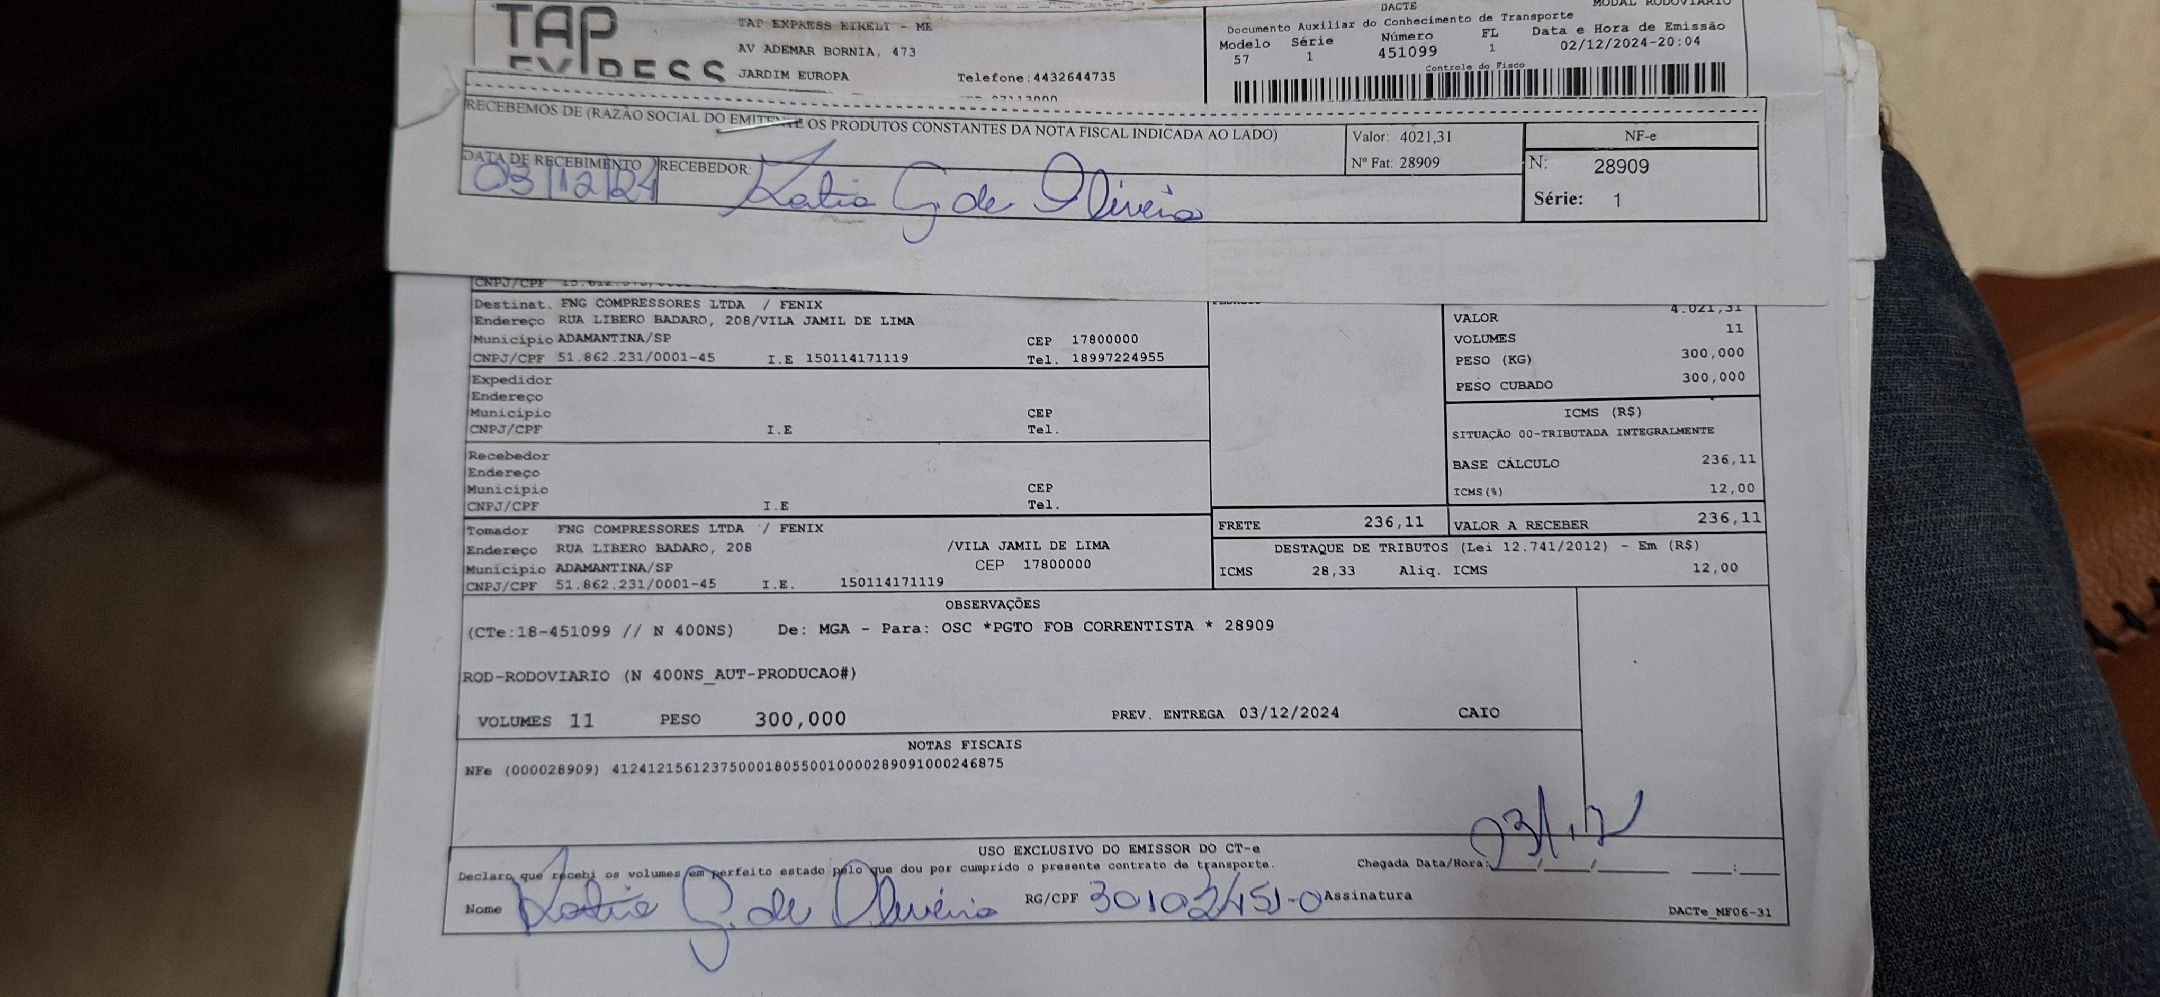 TAP EXPRESS
TAP EXPRESS EIRELI - ME
AV ADEMAR BORNIA, 473
JARDIM EUROPA Telefone:4432644735
DACTE MODAL RODOVIARIO
Documento Auxiliar do Conhecimento de Transporte
Modelo Série Número FL Data e Hora de Emissão
57 1 451099 1 02/12/2024-20:04
Controle do Fisco
RECEBEMOS DE (RAZÃO SOCIAL DO EMITENTE OS PRODUTOS CONSTANTES DA NOTA FISCAL INDICADA AO LADO)
Valor: 4021,31
Nº Fat: 28909
NF-e
N: 28909
Série: 1
DATA DE RECEBIMENTO RECEBEDOR:
03/12/24 Katia G. de Oliveira
CNPJ/CPF
Destinat. FNG COMPRESSORES LTDA / FENIX
Endereço RUA LIBERO BADARO, 208/VILA JAMIL DE LIMA
Município ADAMANTINA/SP CEP 17800000
CNPJ/CPF 51.862.231/0001-45 I.E 150114171119 Tel. 18997224955
Expedidor
Endereço
Município CEP
CNPJ/CPF I.E Tel.
Recebedor
Endereço
Município CEP
CNPJ/CPF I.E Tel.
Tomador FNG COMPRESSORES LTDA / FENIX
Endereço RUA LIBERO BADARO, 208 /VILA JAMIL DE LIMA
Município ADAMANTINA/SP CEP 17800000
CNPJ/CPF 51.862.231/0001-45 I.E. 150114171119
VALOR 4.021,31
VOLUMES 11
PESO (KG) 300,000
PESO CUBADO 300,000
ICMS (R$)
SITUAÇÃO 00-TRIBUTADA INTEGRALMENTE
BASE CÁLCULO 236,11
ICMS(%) 12,00
FRETE 236,11 VALOR A RECEBER 236,11
DESTAQUE DE TRIBUTOS (Lei 12.741/2012) - Em (R$)
ICMS 28,33 Aliq. ICMS 12,00
OBSERVAÇÕES
(CTe:18-451099 // N 400NS) De: MGA - Para: OSC *PGTO FOB CORRENTISTA * 28909
ROD-RODOVIARIO (N 400NS_AUT-PRODUCAO#)
VOLUMES 11 PESO 300,000 PREV. ENTREGA 03/12/2024 CAIO
NOTAS FISCAIS
NFe (000028909) 41241215612375000180550010000289091000246875
USO EXCLUSIVO DO EMISSOR DO CT-e
Declaro que recebi os volumes em perfeito estado pelo que dou por cumprido o presente contrato de transporte. Chegada Data/Hora: 03/12
Nome Katia G. de Oliveira RG/CPF 30102451-0 Assinatura
DACTe_MF06-31